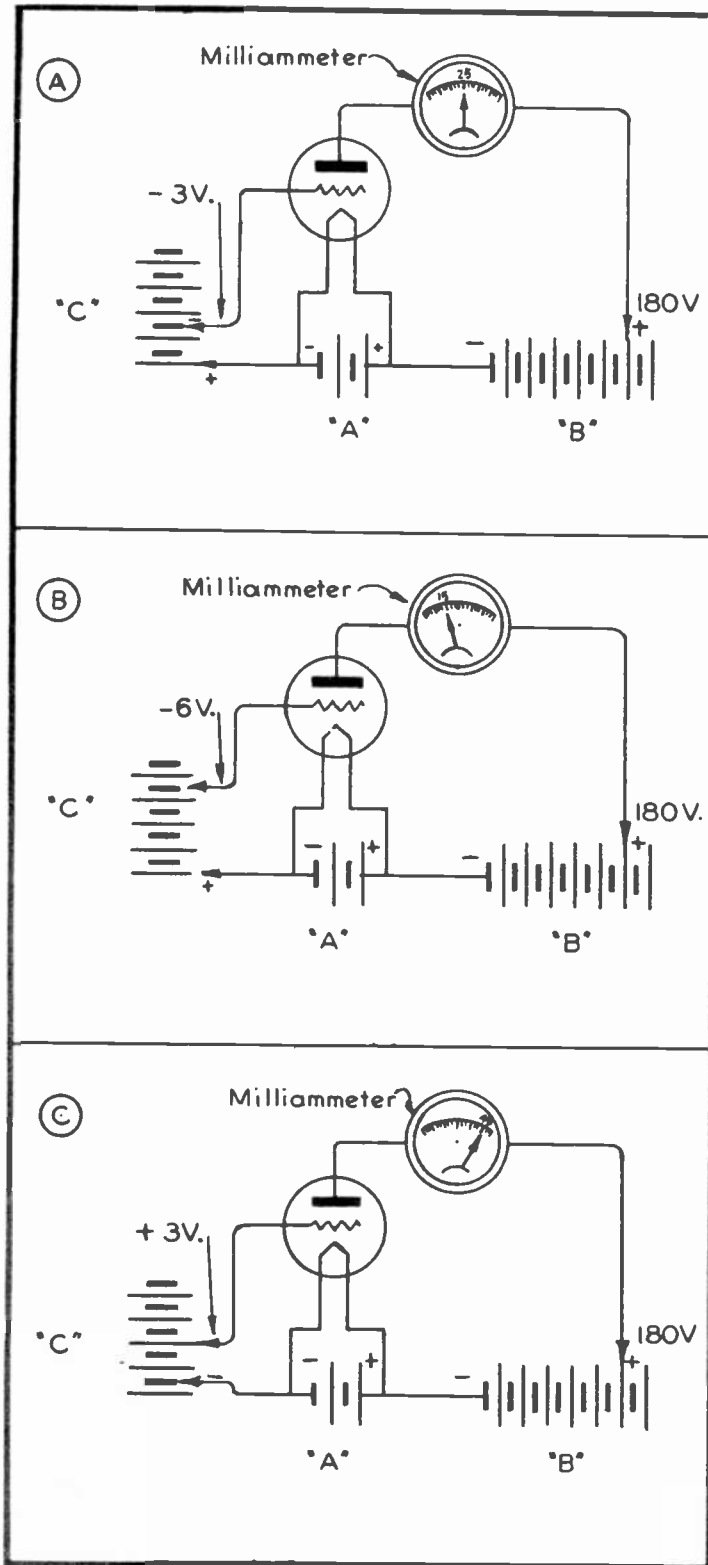 A
Milliammeter
25
- 3V.
"C"
-
+
- +
"A"
180V
- +
"B"
B
Milliammeter
15
-6V.
"C"
+
- +
"A"
180V.
- +
"B"
C
Milliammeter
+ 3V.
"C"
-
- +
"A"
180V
- +
"B"